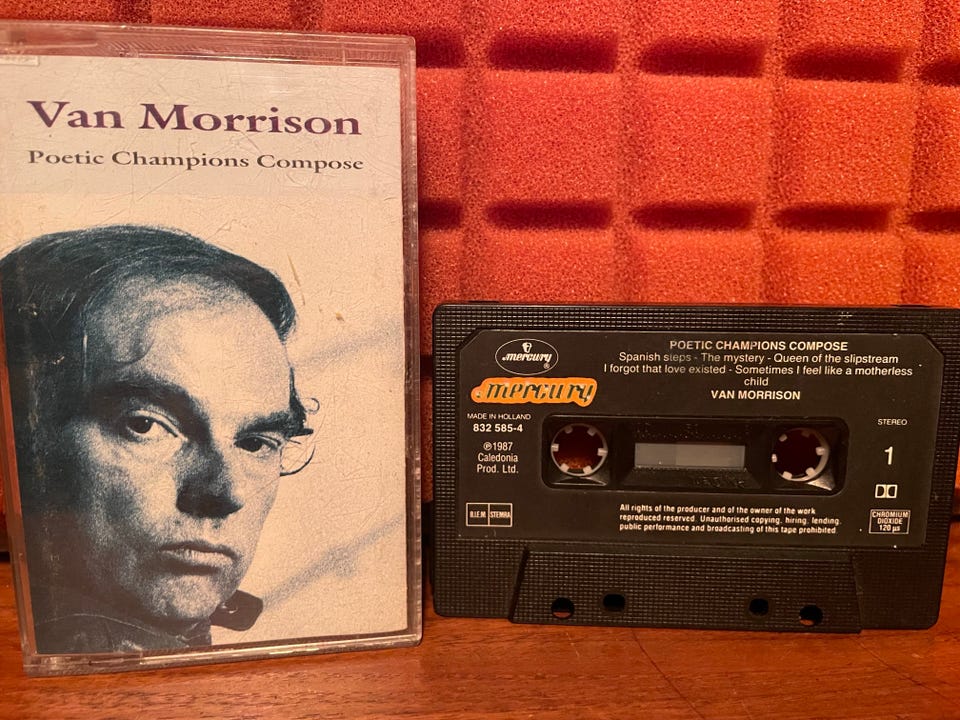 Van Morrison
Poetic Champions Compose
mercury
®
mercury
MADE IN HOLLAND
832 585-4
℗1987
Caledonia
Prod. Ltd.
B.I.E.M. STEMRA
POETIC CHAMPIONS COMPOSE
Spanish steps - The mystery - Queen of the slipstream
I forgot that love existed - Sometimes I feel like a motherless
child
VAN MORRISON
STEREO
1
CHROMIUM
DIOXIDE
120 µs
All rights of the producer and of the owner of the work
reproduced reserved. Unauthorised copying, hiring, lending,
public performance and broadcasting of this tape prohibited.